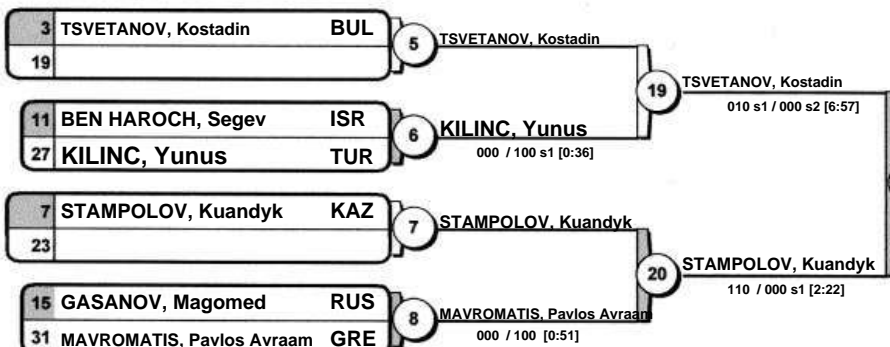 3 TSVETANOV, Kostadin BUL
19
5
TSVETANOV, Kostadin
11 BEN HAROCH, Segev ISR
27 KILINC, Yunus TUR
6
KILINC, Yunus
000 / 100 s1 [0:36]
19
TSVETANOV, Kostadin
010 s1 / 000 s2 [6:57]
7 STAMPOLOV, Kuandyk KAZ
23
7
STAMPOLOV, Kuandyk
15 GASANOV, Magomed RUS
31 MAVROMATIS, Pavlos Avraam GRE
8
MAVROMATIS, Pavlos Avraam
000 / 100 [0:51]
20
STAMPOLOV, Kuandyk
110 / 000 s1 [2:22]